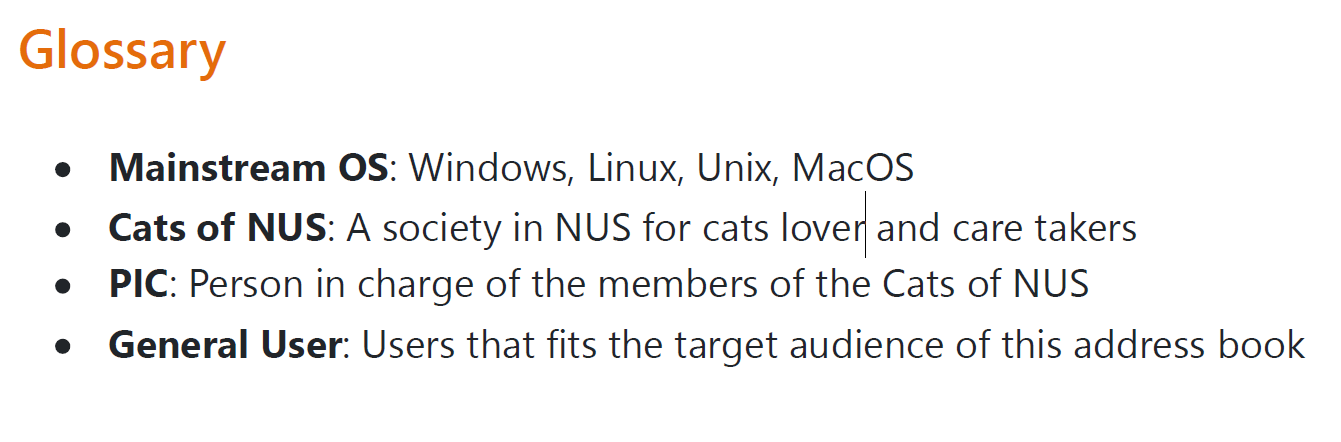 Glossary
• Mainstream OS: Windows, Linux, Unix, MacOS
• Cats of NUS: A society in NUS for cats lover and care takers
• PIC: Person in charge of the members of the Cats of NUS
• General User: Users that fits the target audience of this address book